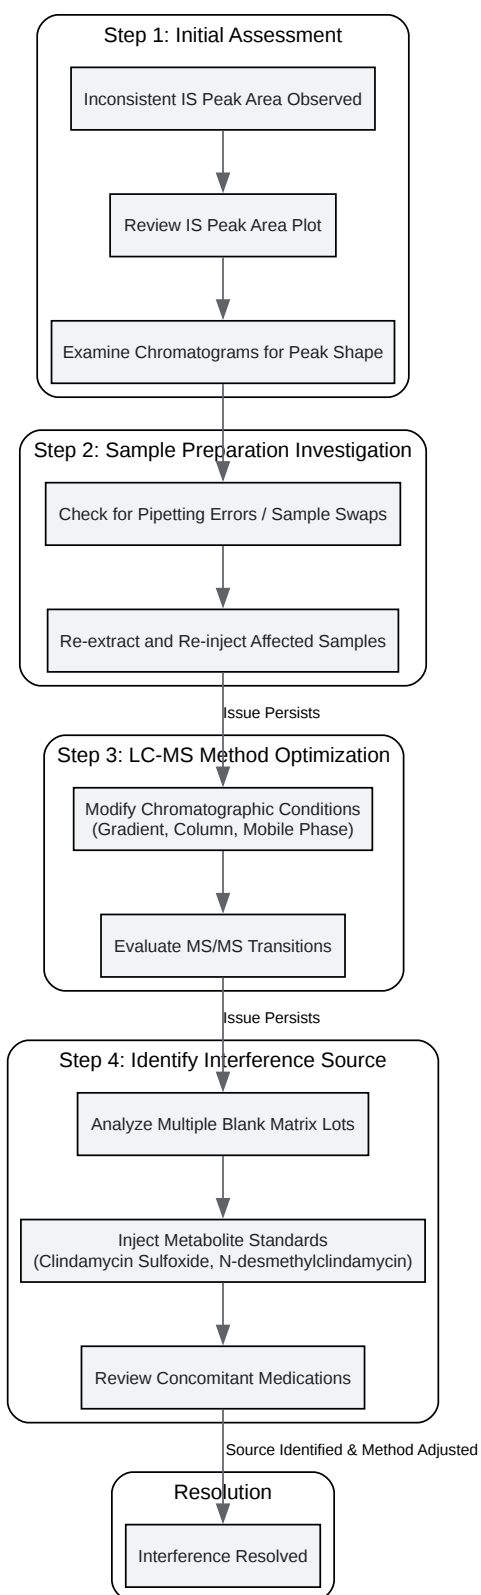 Step 1: Initial Assessment
Inconsistent IS Peak Area Observed
Review IS Peak Area Plot
Examine Chromatograms for Peak Shape
Step 2: Sample Preparation Investigation
Check for Pipetting Errors / Sample Swaps
Re-extract and Re-inject Affected Samples
Issue Persists
Step 3: LC-MS Method Optimization
Modify Chromatographic Conditions
(Gradient, Column, Mobile Phase)
Evaluate MS/MS Transitions
Issue Persists
Step 4: Identify Interference Source
Analyze Multiple Blank Matrix Lots
Inject Metabolite Standards
(Clindamycin Sulfoxide, N-desmethylclindamycin)
Review Concomitant Medications
Source Identified & Method Adjusted
Resolution
Interference Resolved